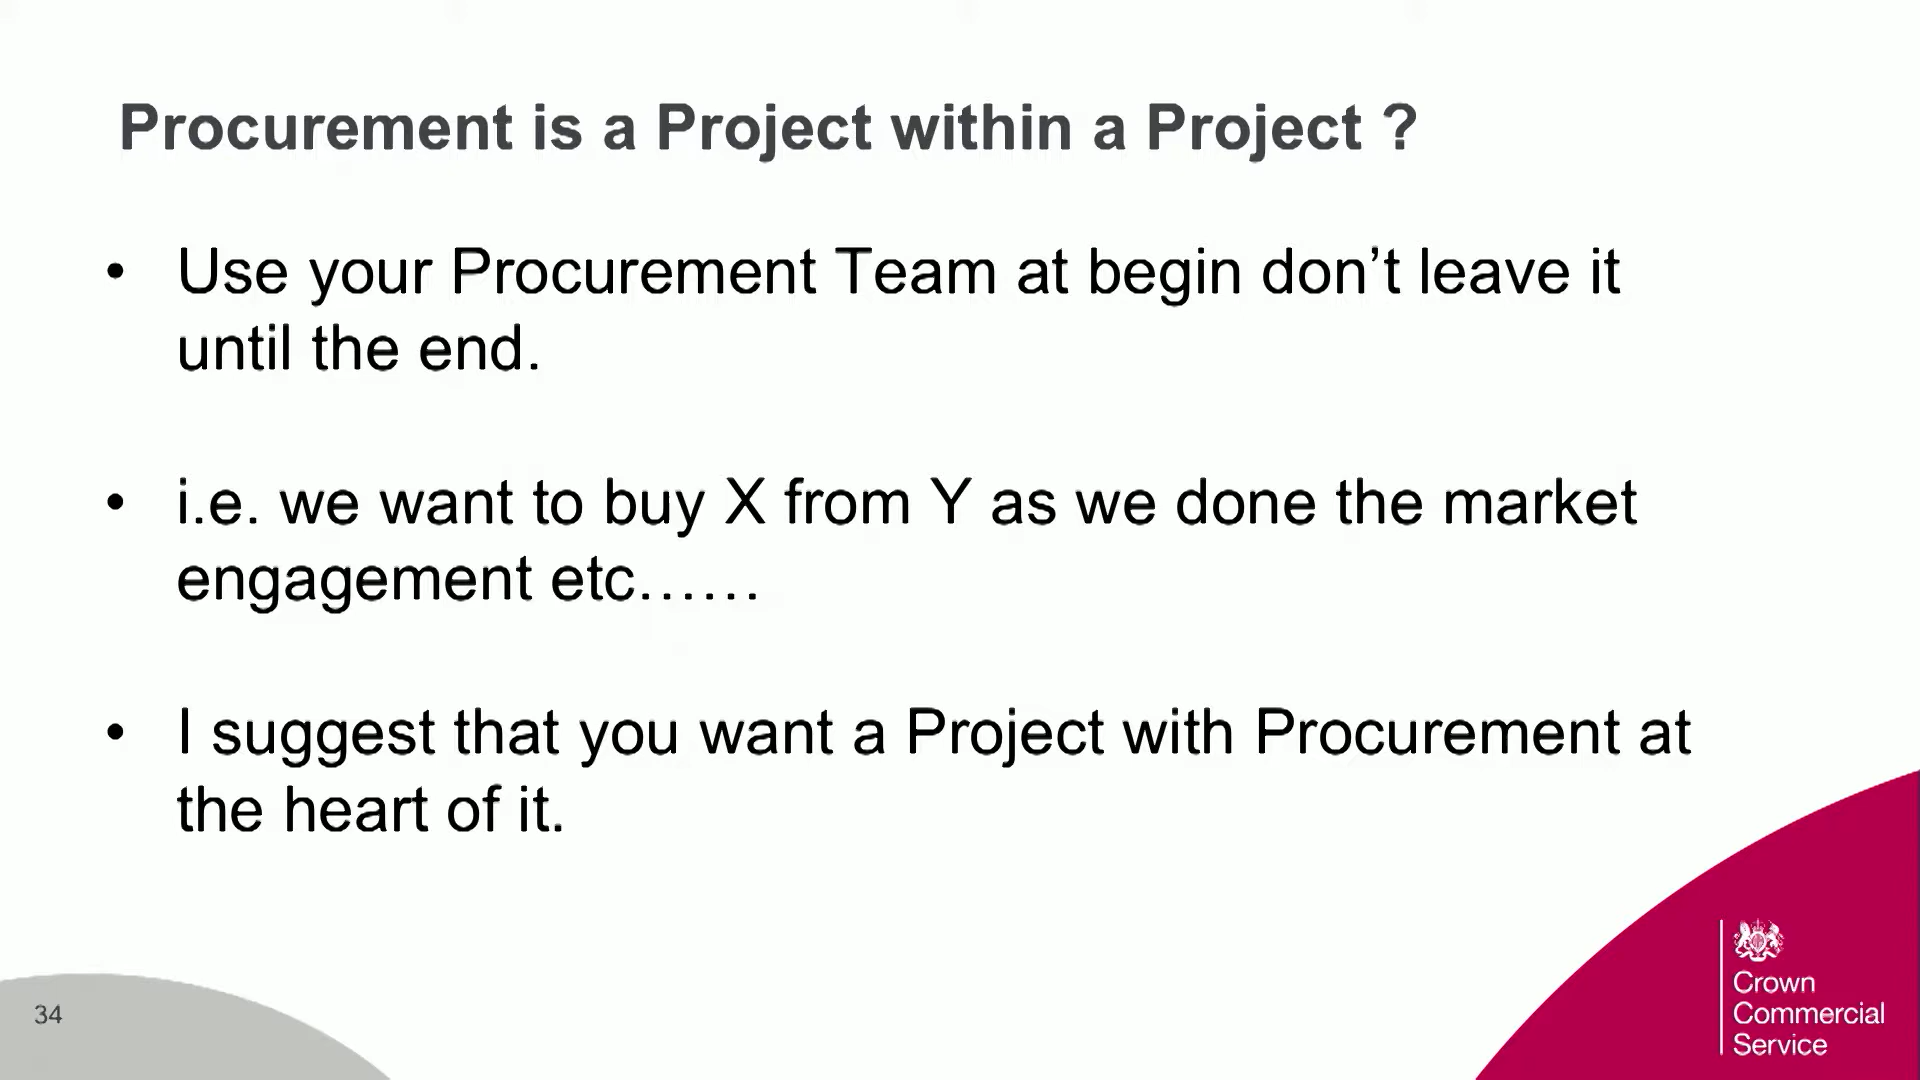 Procurement is a Project within a Project ?
• Use your Procurement Team at begin don’t leave it
until the end.
• i.e. we want to buy X from Y as we done the market
engagement etc……
• I suggest that you want a Project with Procurement at
the heart of it.
34
Crown
Commercial
Service